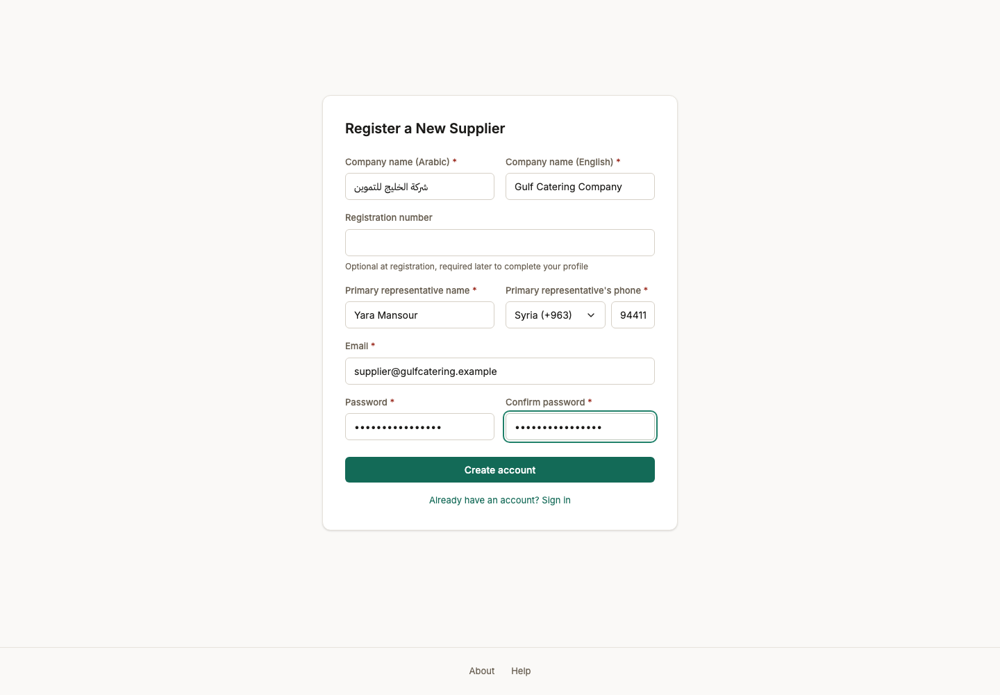 Register a New Supplier
Company name (Arabic) * Company name (English) *
شركة الخليج للتموين Gulf Catering Company
Registration number
Optional at registration, required later to complete your profile
Primary representative name * Primary representative's phone *
Yara Mansour Syria (+963) 94411
Email *
supplier@gulfcatering.example
Password * Confirm password *
•••••••••••••••• ••••••••••••••••
Create account
Already have an account? Sign in
About Help